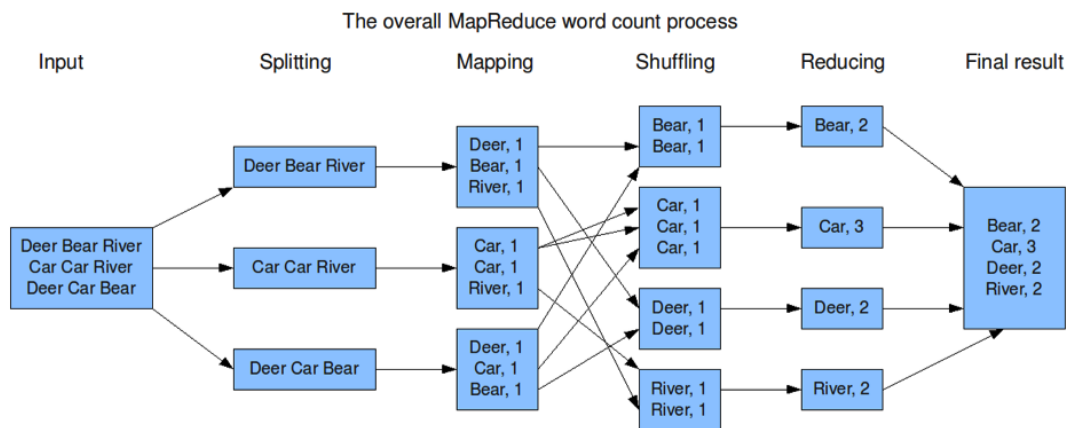 The overall MapReduce word count process
Input
Splitting
Mapping
Shuffling
Reducing
Final result
Deer Bear River
Car Car River
Deer Car Bear
Deer Bear River
Car Car River
Deer Car Bear
Deer, 1
Bear, 1
River, 1
Car, 1
Car, 1
River, 1
Deer, 1
Car, 1
Bear, 1
Bear, 1
Bear, 1
Car, 1
Car, 1
Car, 1
Deer, 1
Deer, 1
River, 1
River, 1
Bear, 2
Car, 3
Deer, 2
River, 2
Bear, 2
Car, 3
Deer, 2
River, 2